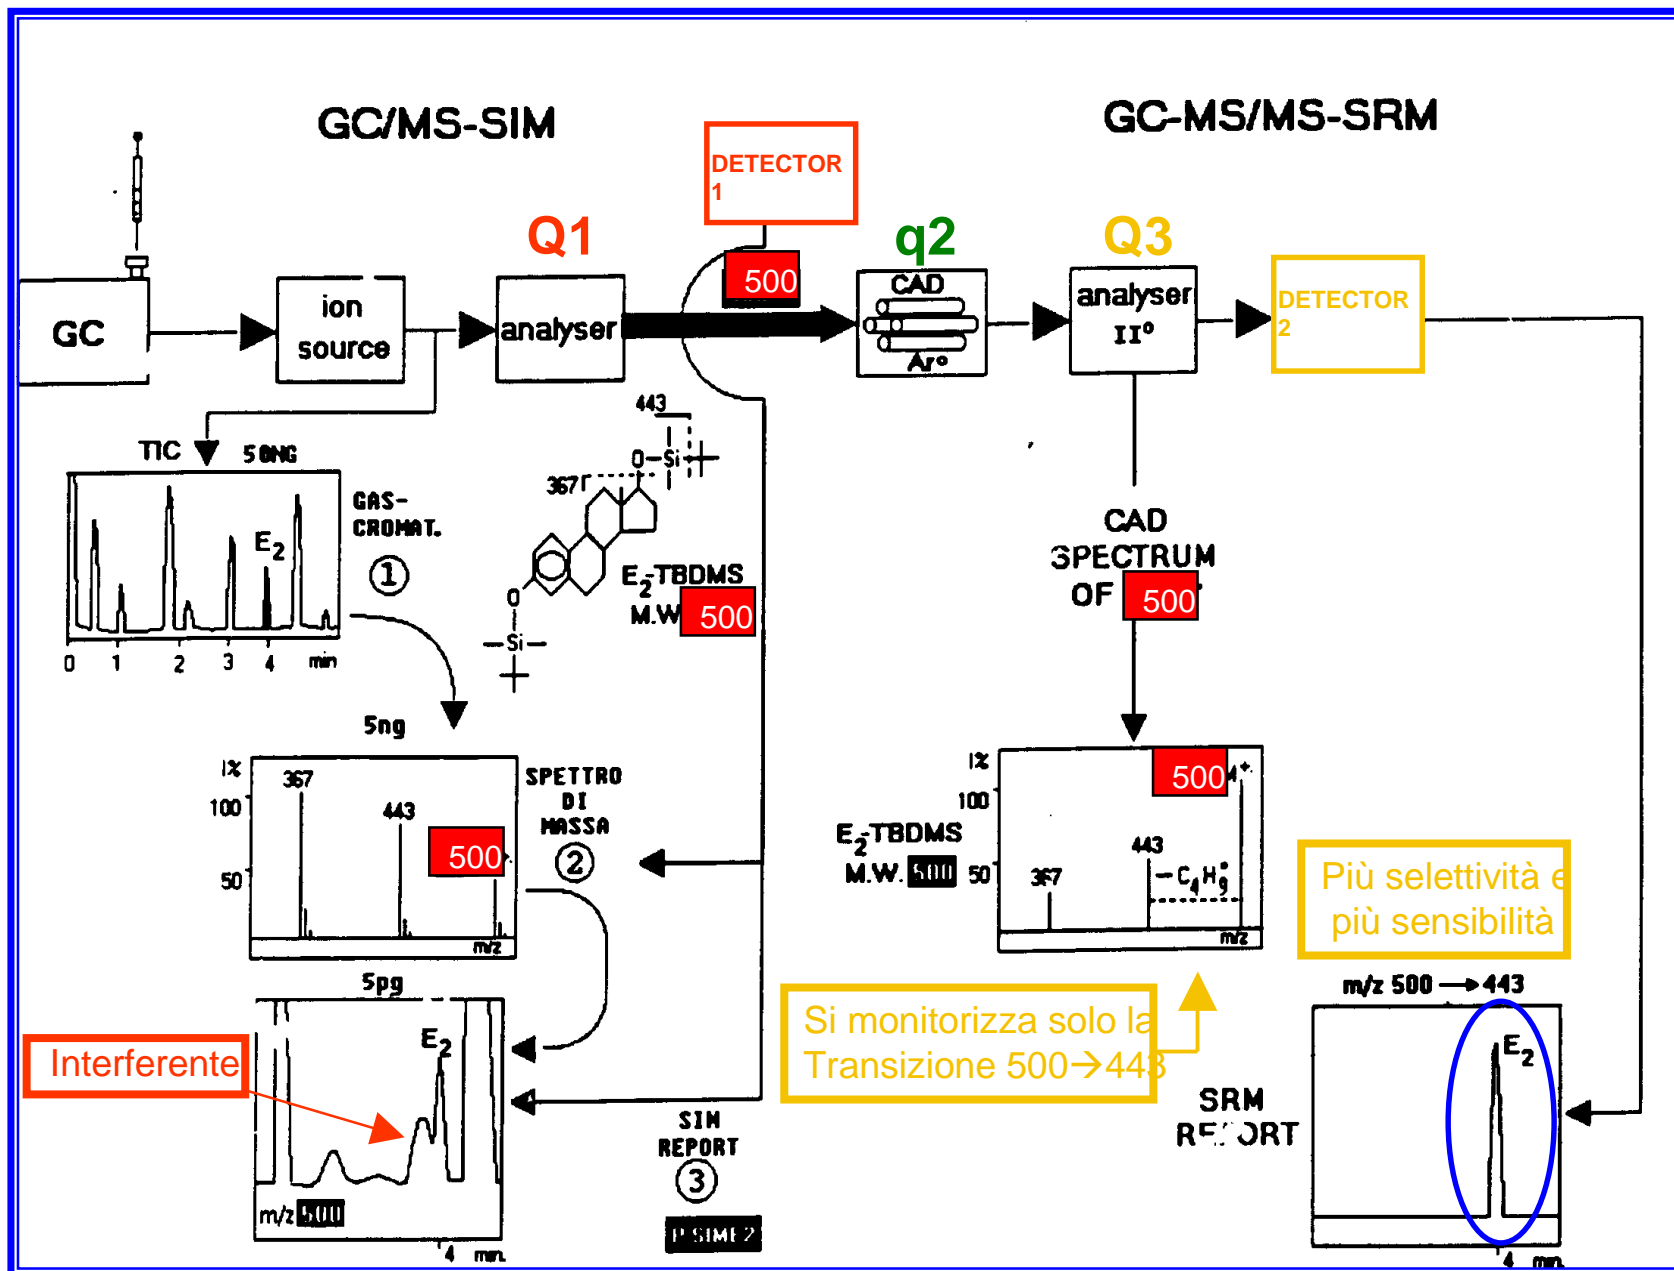 GC/MS-SIM
GC-MS/MS-SRM
DETECTOR
1
Q1
q2
Q3
500
GC
ion
source
analyser
CAD
Ar°
analyser
II°
DETECTOR
2
TIC 50NG
GAS-
CROMAT.
1
E2
0 1 2 3 4 min
443
O-Si
367
O
Si
E2-TBDMS
M.W. 500
CAD
SPECTRUM
OF 500
5ng
I%
100
50
367
443
500
m/z
SPETTRO
DI
MASSA
2
I%
100
50
367
443
500 M+.
-C4H9•
m/z
E2-TBDMS
M.W. 500
Più selettività e
più sensibilità
5pg
Interferente
E2
m/z 500
4 min.
SIM
REPORT
3
P-SIME2
Si monitorizza solo la
Transizione 500→443
m/z 500 → 443
E2
SRM
REPORT
4 min.